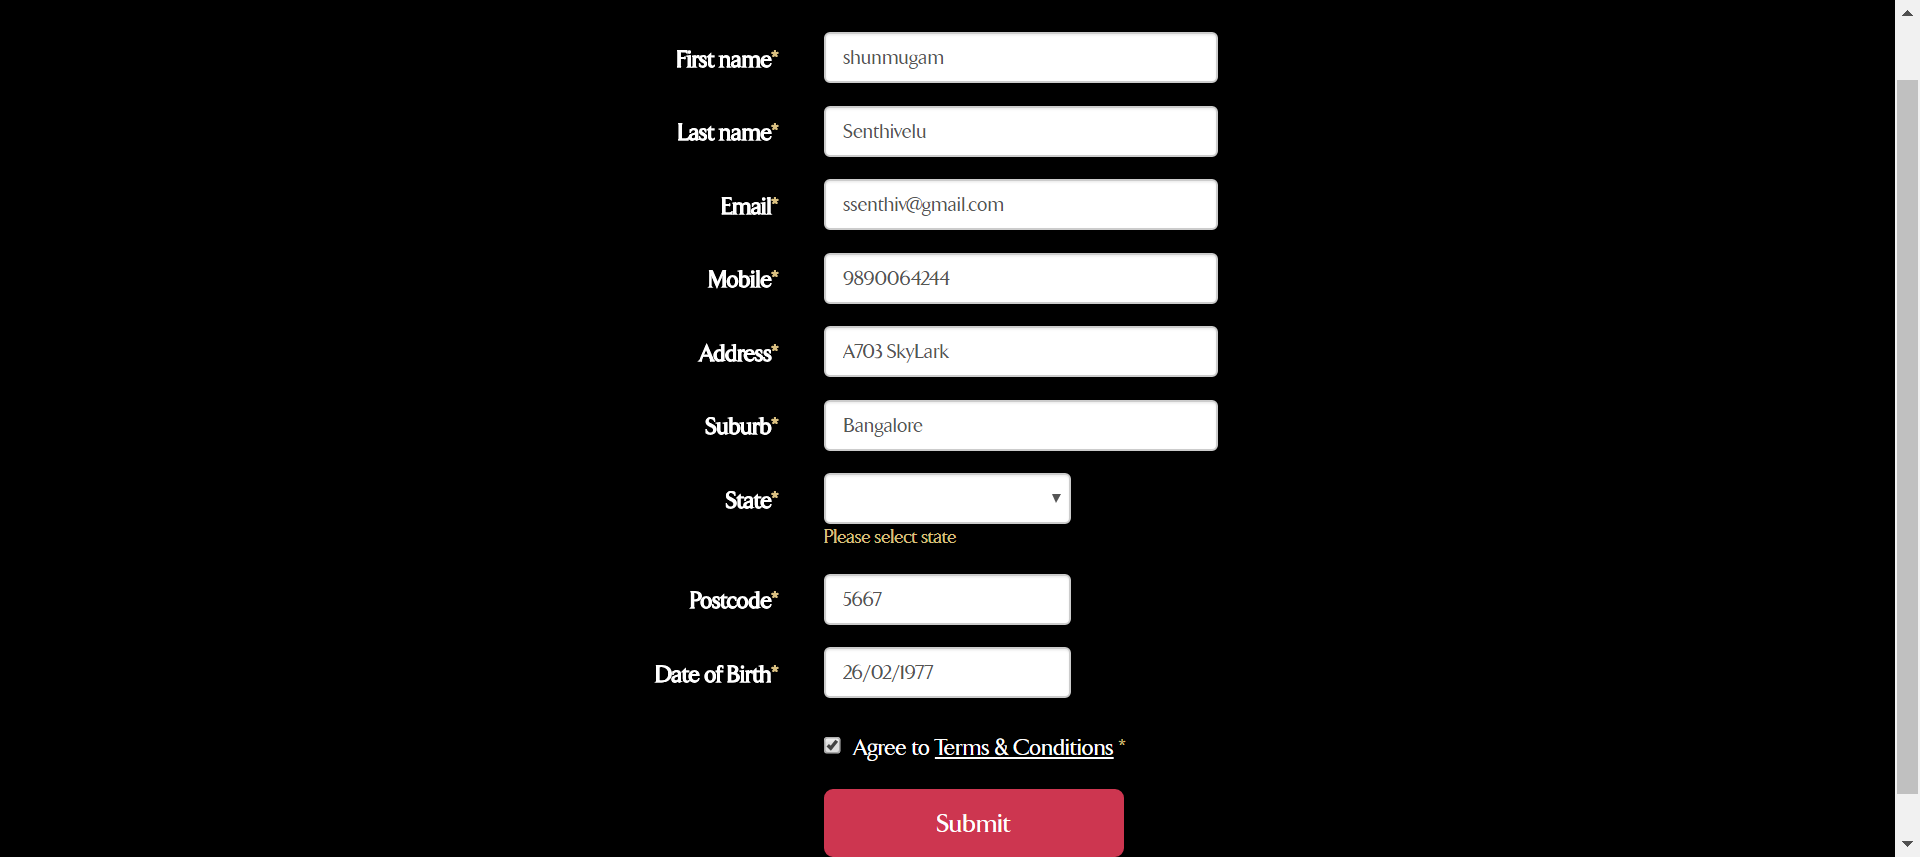 First name* shunmugam
Last name* Senthivelu
Email* ssenthiv@gmail.com
Mobile* 9890064244
Address* A703 SkyLark
Suburb* Bangalore
State*
Please select state
Postcode* 5667
Date of Birth* 26/02/1977
Agree to Terms & Conditions *
Submit